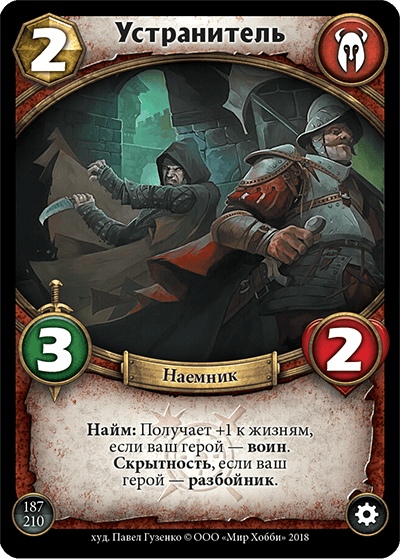 2
Устранитель
3
2
Наемник
Найм: Получает +1 к жизням,
если ваш герой — воин.
Скрытность, если ваш
герой — разбойник.
187
210
худ. Павел Гузенко © ООО «Мир Хобби» 2018